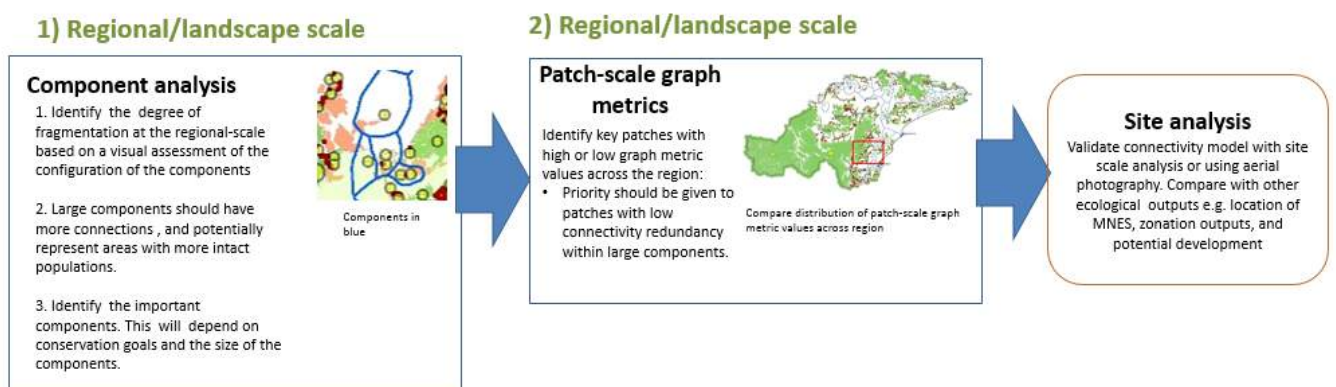 1) Regional/landscape scale
Component analysis
1. Identify the degree of
fragmentation at the regional-scale
based on a visual assessment of the
configuration of the components
2. Large components should have
more connections , and potentially
represent areas with more intact
populations.
3. Identify the important
components. This will depend on
conservation goals and the size of the
components.
Components in
blue
2) Regional/landscape scale
Patch-scale graph
metrics
Identify key patches with
high or low graph metric
values across the region:
• Priority should be given to
patches with low
connectivity redundancy
within large components.
Compare distribution of patch-scale graph
metric values across region
Site analysis
Validate connectivity model with site
scale analysis or using aerial
photography. Compare with other
ecological outputs e.g. location of
MNES, zonation outputs, and
potential development